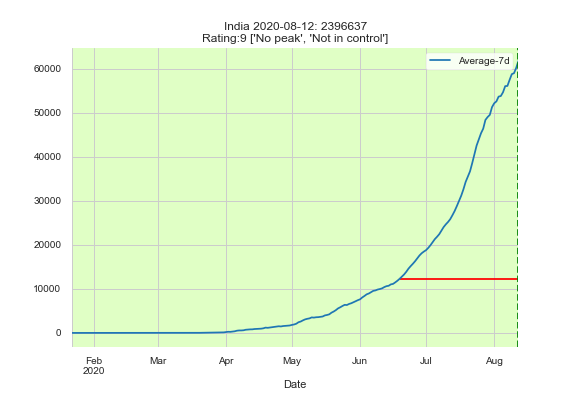 India 2020-08-12: 2396637
Rating:9 ['No peak', 'Not in control']
Average-7d
60000
50000
40000
30000
20000
10000
0
Feb Mar Apr May Jun Jul Aug
2020
Date